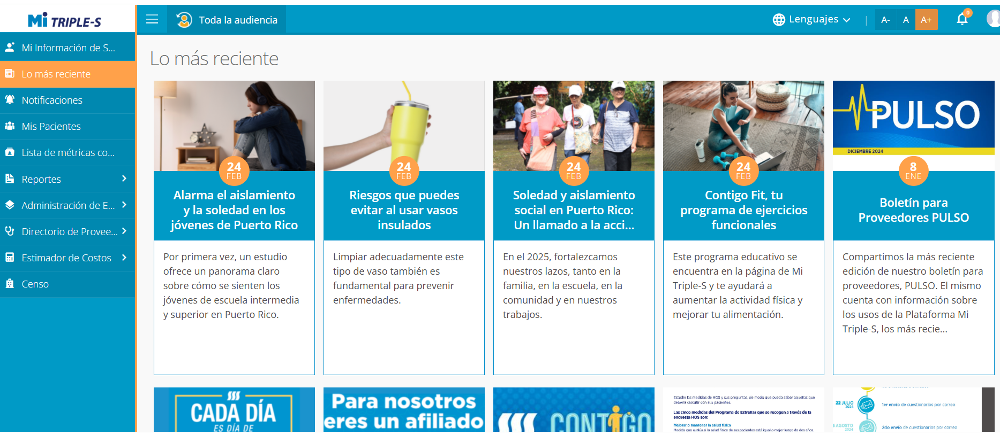 Mi TRIPLE-S
Toda la audiencia
Lenguajes
A-
A
A+
0
Mi Información de S...
Lo más reciente
Notificaciones
Mis Pacientes
Lista de métricas co...
Reportes
Administración de E...
Directorio de Provee...
Estimador de Costos
Censo
Lo más reciente
24
FEB
Alarma el aislamiento
y la soledad en los
jóvenes de Puerto Rico
Por primera vez, un estudio
ofrece un panorama claro
sobre cómo se sienten los
jóvenes de escuela intermedia
y superior en Puerto Rico.
24
FEB
Riesgos que puedes
evitar al usar vasos
insulados
Limpiar adecuadamente este
tipo de vaso también es
fundamental para prevenir
enfermedades.
24
FEB
Soledad y aislamiento
social en Puerto Rico:
Un llamado a la acci...
En el 2025, fortalezcamos
nuestros lazos, tanto en la
familia, en la escuela, en la
comunidad y en nuestros
trabajos.
24
FEB
Contigo Fit, tu
programa de ejercicios
funcionales
Este programa educativo se
encuentra en la página de Mi
Triple-S y te ayudará a
aumentar la actividad física y
mejorar tu alimentación.
PULSO
DICIEMBRE 2024
8
ENE
Boletín para
Proveedores PULSO
Compartimos la más reciente
edición de nuestro boletín para
proveedores, PULSO. El mismo
cuenta con información sobre
los usos de la Plataforma Mi
Triple-S, los más recie...
CADA DÍA
ES DÍA DE
Para nosotros
eres un afiliado
CONTIGO
Estudie las medidas de HOS y sus preguntas, de modo que pueda saber aquellas que
debería discutir con sus pacientes.
Las cinco medidas del Programa de Estrellas que se recogen a través de la
encuesta HOS son:
Mejorar o mantener la salud física
Medida que evalúa si la salud física de sus pacientes está igual o mejor luego de dos años.
22 JULIO
2024
1er envío de cuestionarios por correo
AGOSTO
2024
2do envío de cuestionarios por correo